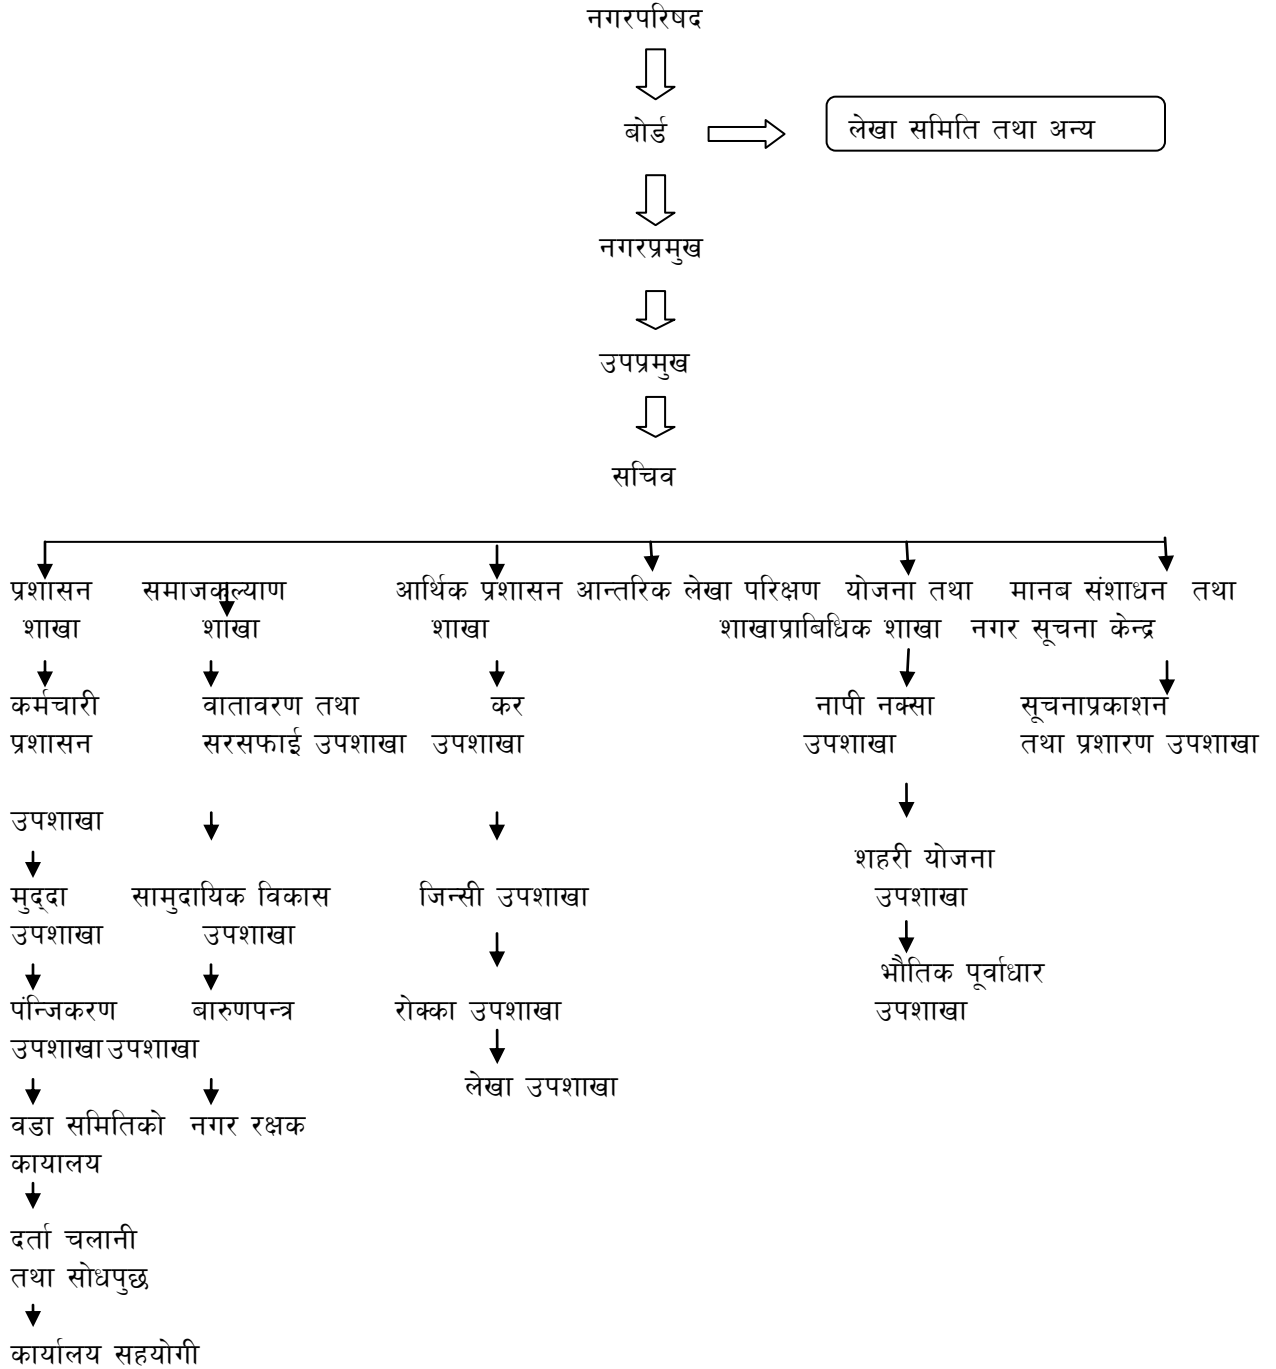 नगरपरिषद
बोर्ड
लेखा समिति तथा अन्य
नगरप्रमुख
उपप्रमुख
सचिव
प्रशासन समाजकल्याण आर्थिक प्रशासन आन्तरिक लेखा परिक्षण योजना तथा मानब संशाधन तथा
शाखा शाखा शाखा शाखाप्राबिधिक शाखा नगर सूचना केन्द्र
कर्मचारी वातावरण तथा कर नापी नक्सा सूचनाप्रकाशन
प्रशासन सरसफाई उपशाखा उपशाखा उपशाखा तथा प्रशारण उपशाखा
उपशाखा
शहरी योजना
मुद्दा सामुदायिक विकास जिन्सी उपशाखा उपशाखा
उपशाखा उपशाखा
भौतिक पूर्वाधार
पंन्जिकरण बारुणपन्त्र रोक्का उपशाखा उपशाखा
उपशाखा उपशाखा
लेखा उपशाखा
वडा समितिको नगर रक्षक
कायालय
दर्ता चलानी
तथा सोधपुछ
कार्यालय सहयोगी